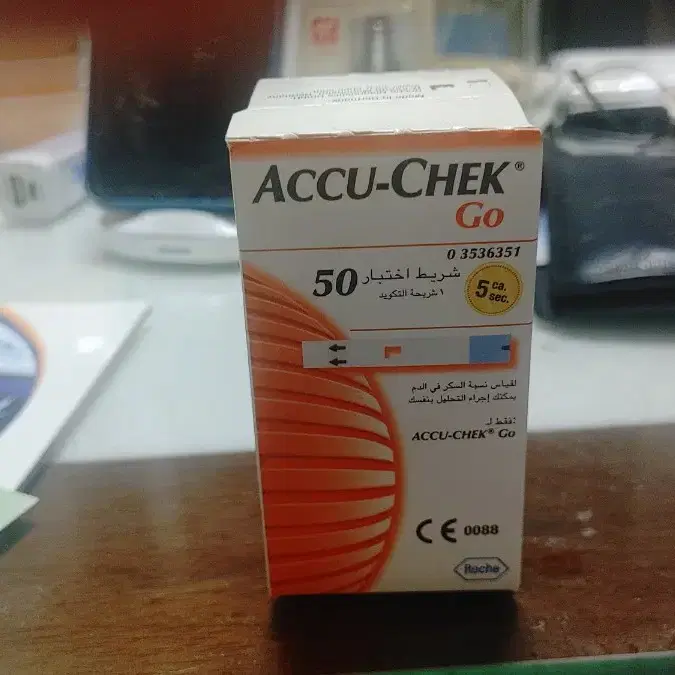 ACCU-CHEK®
Go
0 3536351
50 شريط اختبار
١ شريحة التكويد
5 ca. sec.
لقياس نسبة السكر في الدم
يمكنك إجراء التحليل بنفسك
فقط لـ:
ACCU-CHEK® Go
CE 0088
Roche